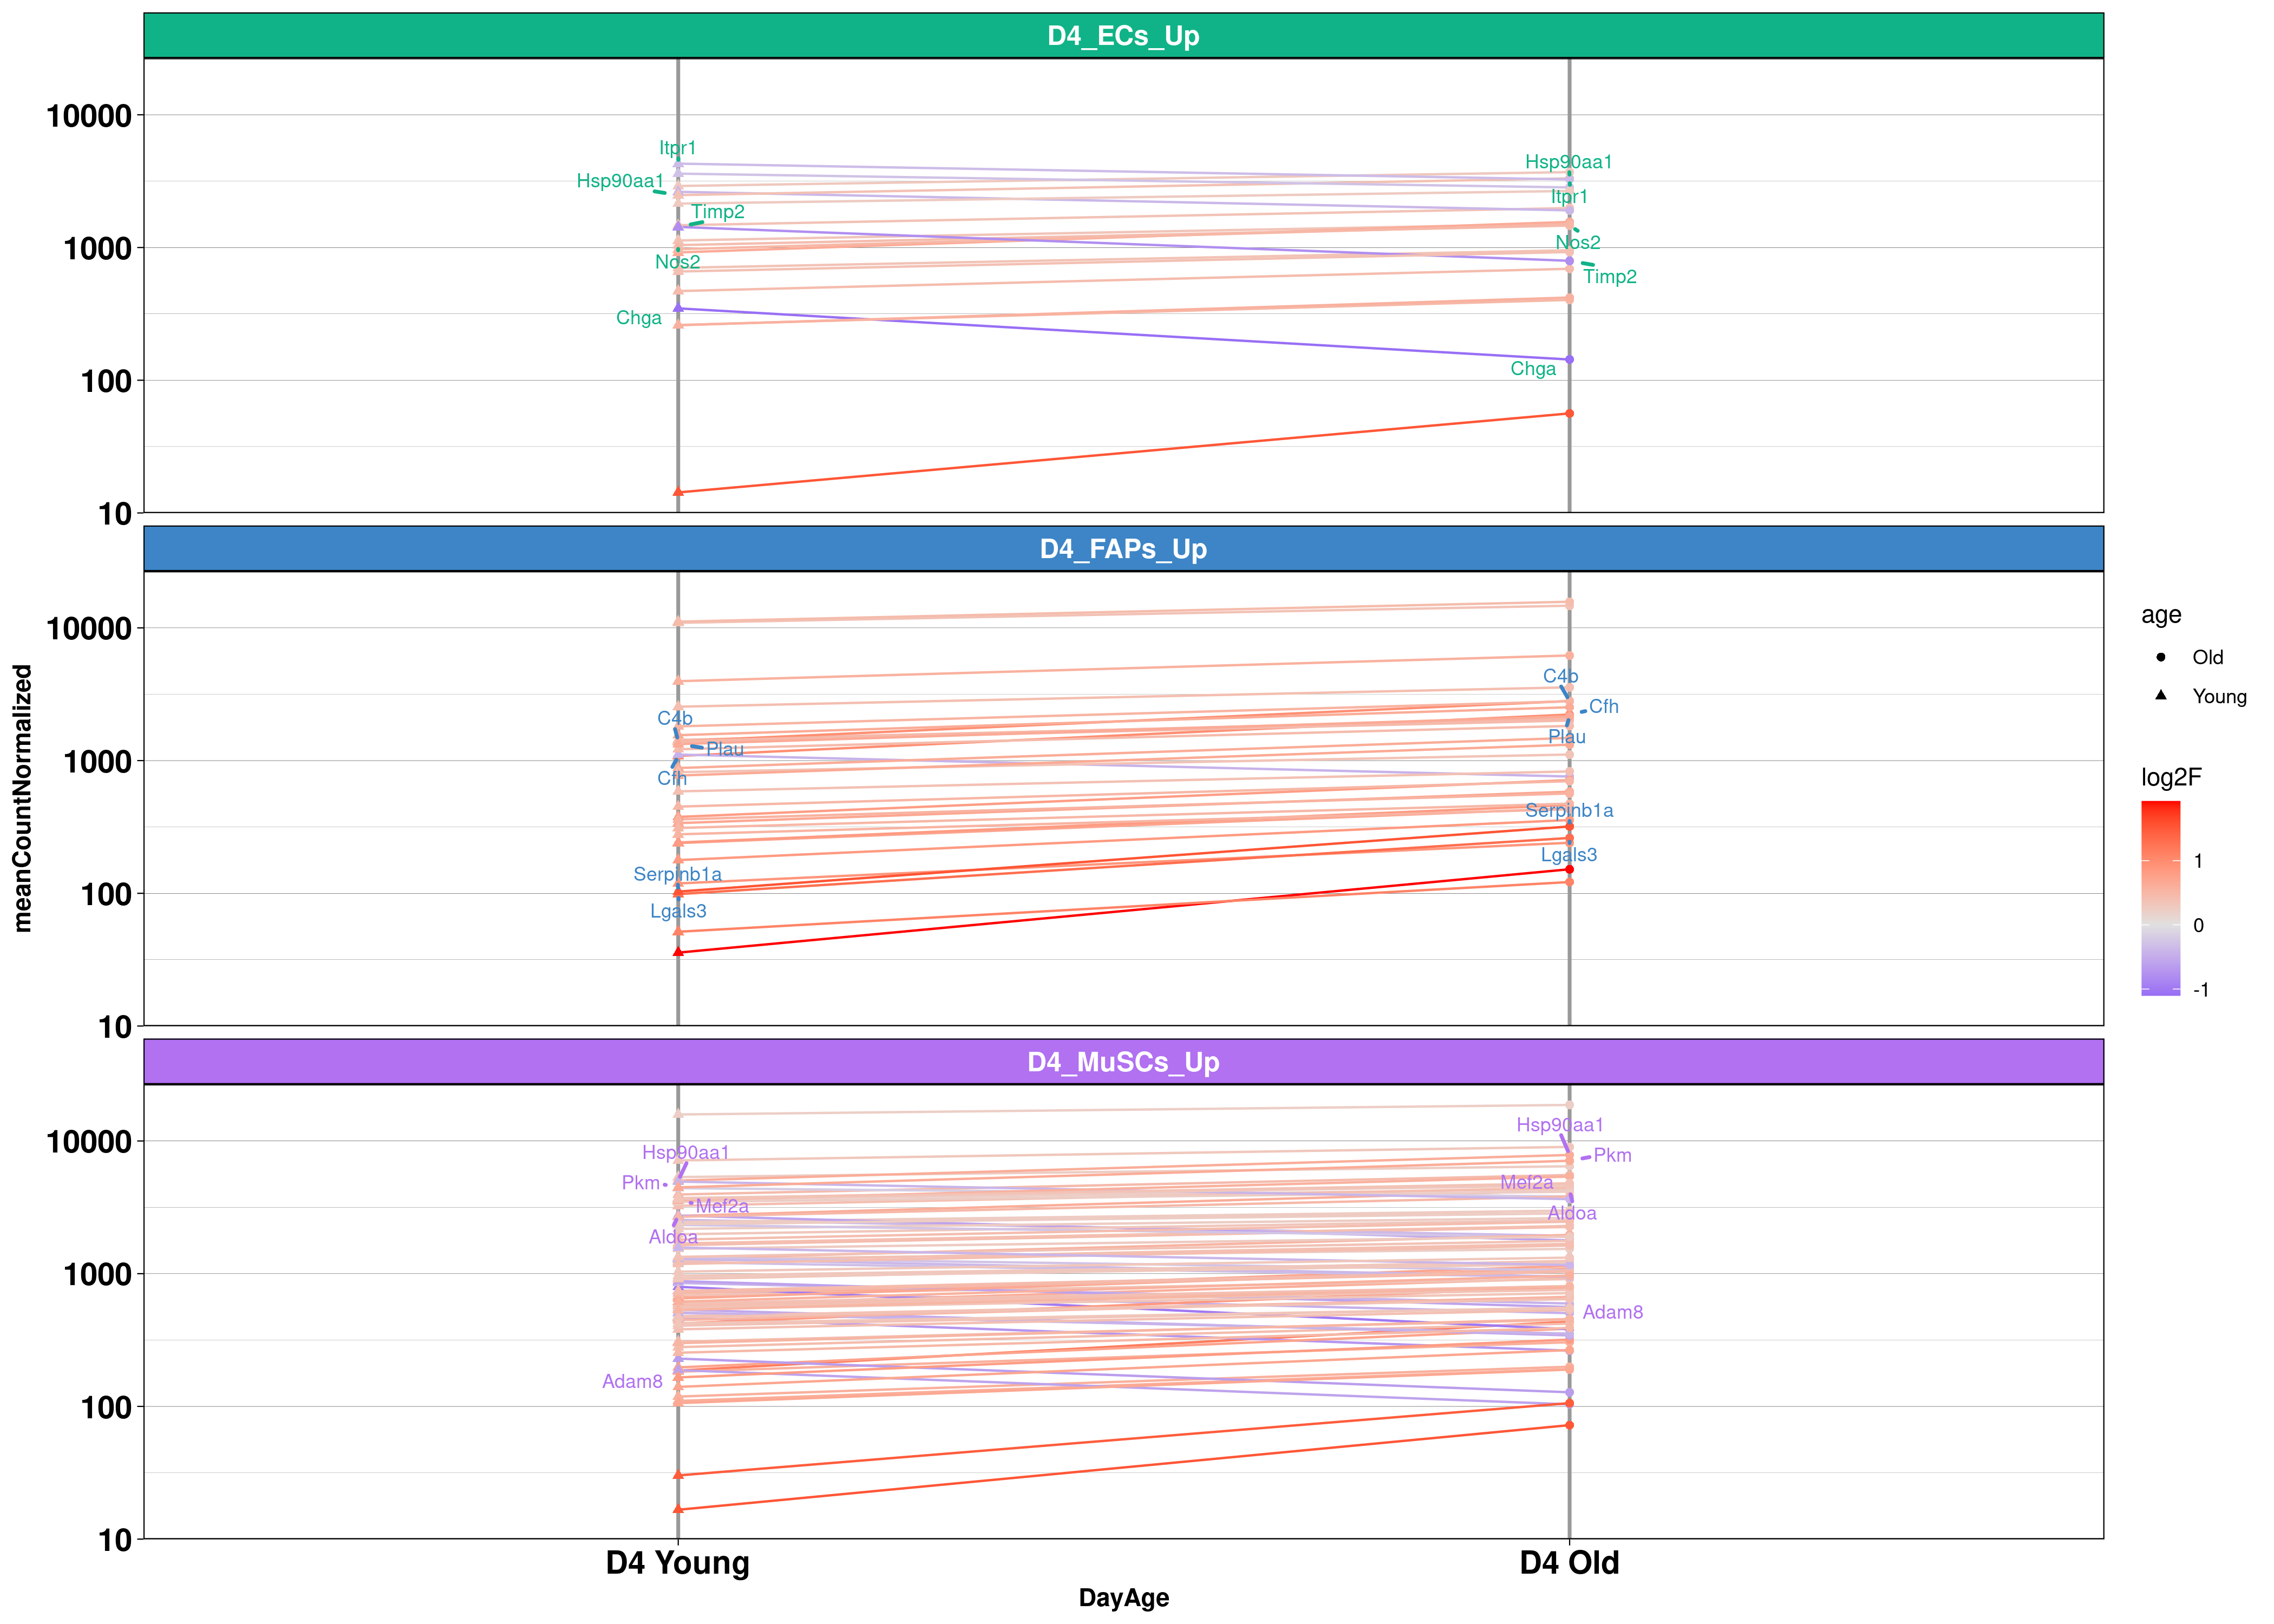 D4_ECs_Up
10000
1000
100
10
Itpr1
Hsp90aa1
Timp2
Nos2
Chga
Hsp90aa1
Itpr1
Nos2
Timp2
Chga
D4_FAPs_Up
10000
1000
100
10
C4b
Plau
Cfh
Serpinb1a
Lgals3
C4b
Cfh
Plau
Serpinb1a
Lgals3
D4_MuSCs_Up
10000
1000
100
10
Hsp90aa1
Pkm
Mef2a
Aldoa
Adam8
Hsp90aa1
Pkm
Mef2a
Aldoa
Adam8
D4 Young
D4 Old
DayAge
meanCountNormalized
age
Old
Young
log2F
1
0
-1